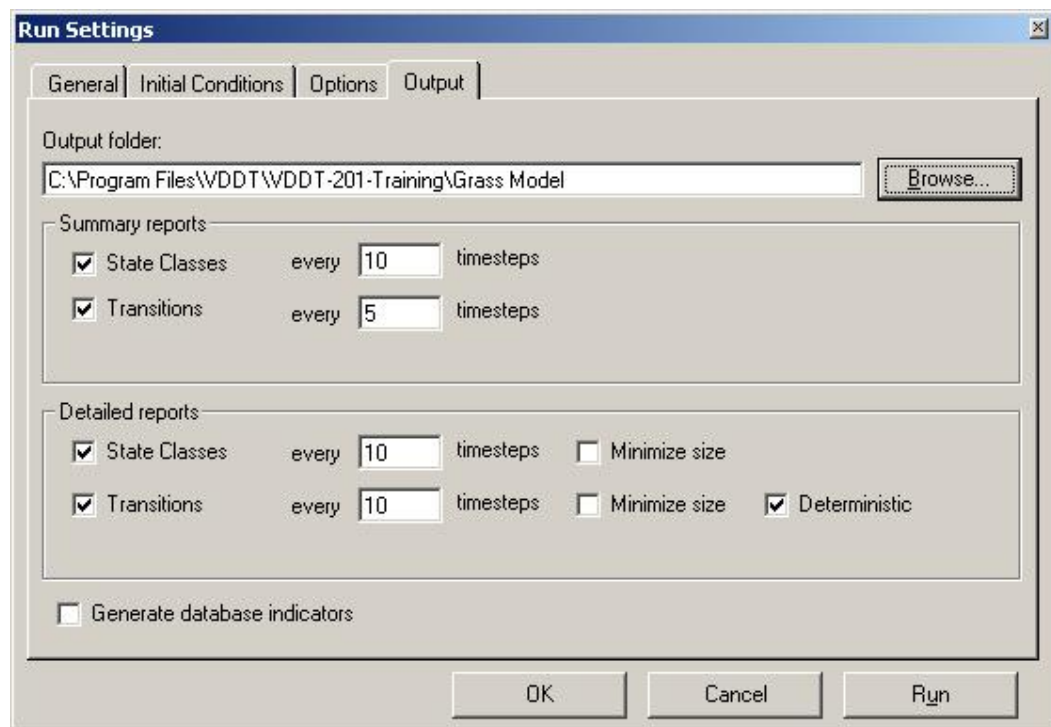 Run Settings
General Initial Conditions Options Output
Output folder:
C:\Program Files\VDDT\VDDT-201-Training\Grass Model Browse...
Summary reports
State Classes every 10 timesteps
Transitions every 5 timesteps
Detailed reports
State Classes every 10 timesteps Minimize size
Transitions every 10 timesteps Minimize size Deterministic
Generate database indicators
OK Cancel Run